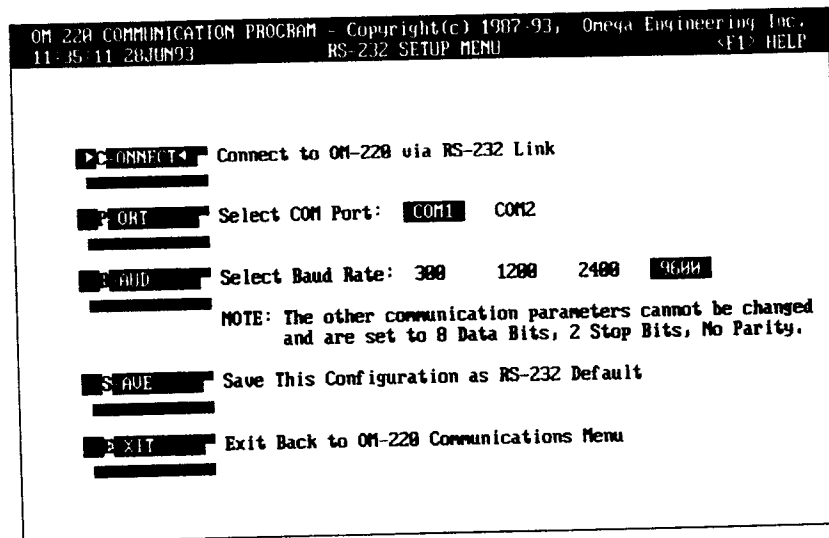 OM 220 COMMUNICATION PROGRAM - Copyright(c) 1987-93, Omega Engineering Inc.
11:35:11 28JUN93 RS-232 SETUP MENU <F1> HELP
►CONNECT◄ Connect to OM-220 via RS-232 Link
PORT Select COM Port: COM1 COM2
BAUD Select Baud Rate: 300 1200 2400 9600
NOTE: The other communication parameters cannot be changed
and are set to 8 Data Bits, 2 Stop Bits, No Parity.
SAVE Save This Configuration as RS-232 Default
EXIT Exit Back to OM-220 Communications Menu